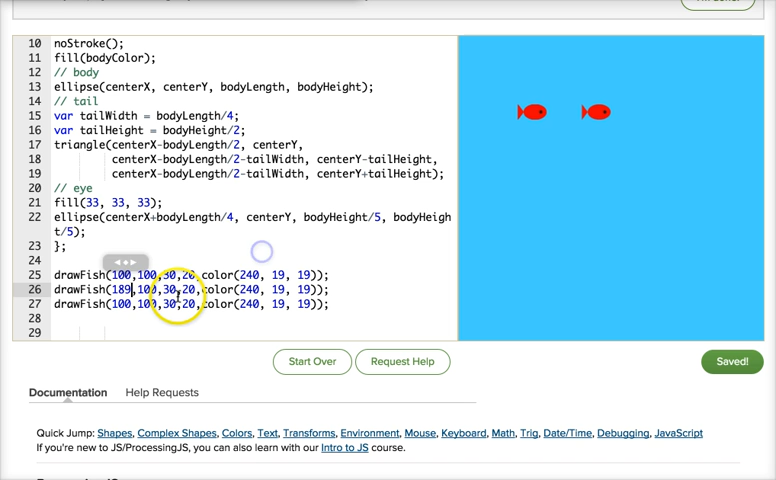 10 noStroke();
11 fill(bodyColor);
12 // body
13 ellipse(centerX, centerY, bodyLength, bodyHeight);
14 // tail
15 var tailWidth = bodyLength/4;
16 var tailHeight = bodyHeight/2;
17 triangle(centerX-bodyLength/2, centerY,
18 centerX-bodyLength/2-tailWidth, centerY-tailHeight,
19 centerX-bodyLength/2-tailWidth, centerY+tailHeight);
20 // eye
21 fill(33, 33, 33);
22 ellipse(centerX+bodyLength/4, centerY, bodyHeight/5, bodyHeigh
t/5);
23 };
24
25 drawFish(100,100,30,20,color(240, 19, 19));
26 drawFish(189,100,30,20,color(240, 19, 19));
27 drawFish(100,100,30,20,color(240, 19, 19));
28
29
Start Over
Request Help
Saved!
Documentation
Help Requests
Quick Jump: Shapes, Complex Shapes, Colors, Text, Transforms, Environment, Mouse, Keyboard, Math, Trig, Date/Time, Debugging, JavaScript
If you're new to JS/ProcessingJS, you can also learn with our Intro to JS course.